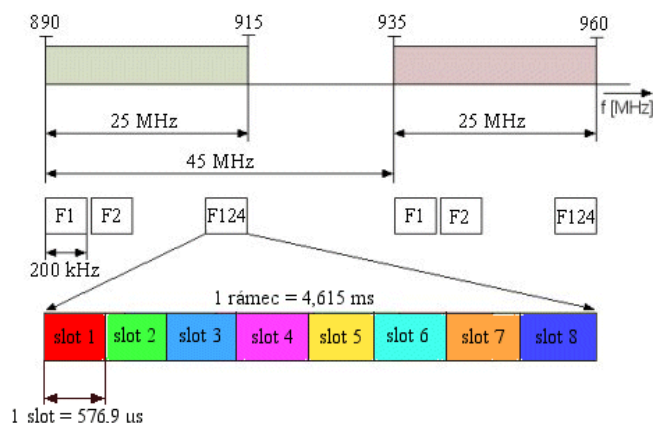 890 915 935 960
f [MHz]
25 MHz 25 MHz
45 MHz
F1 F2 F124 F1 F2 F124
200 kHz
1 rámec = 4,615 ms
slot 1 slot 2 slot 3 slot 4 slot 5 slot 6 slot 7 slot 8
1 slot = 576,9 µs